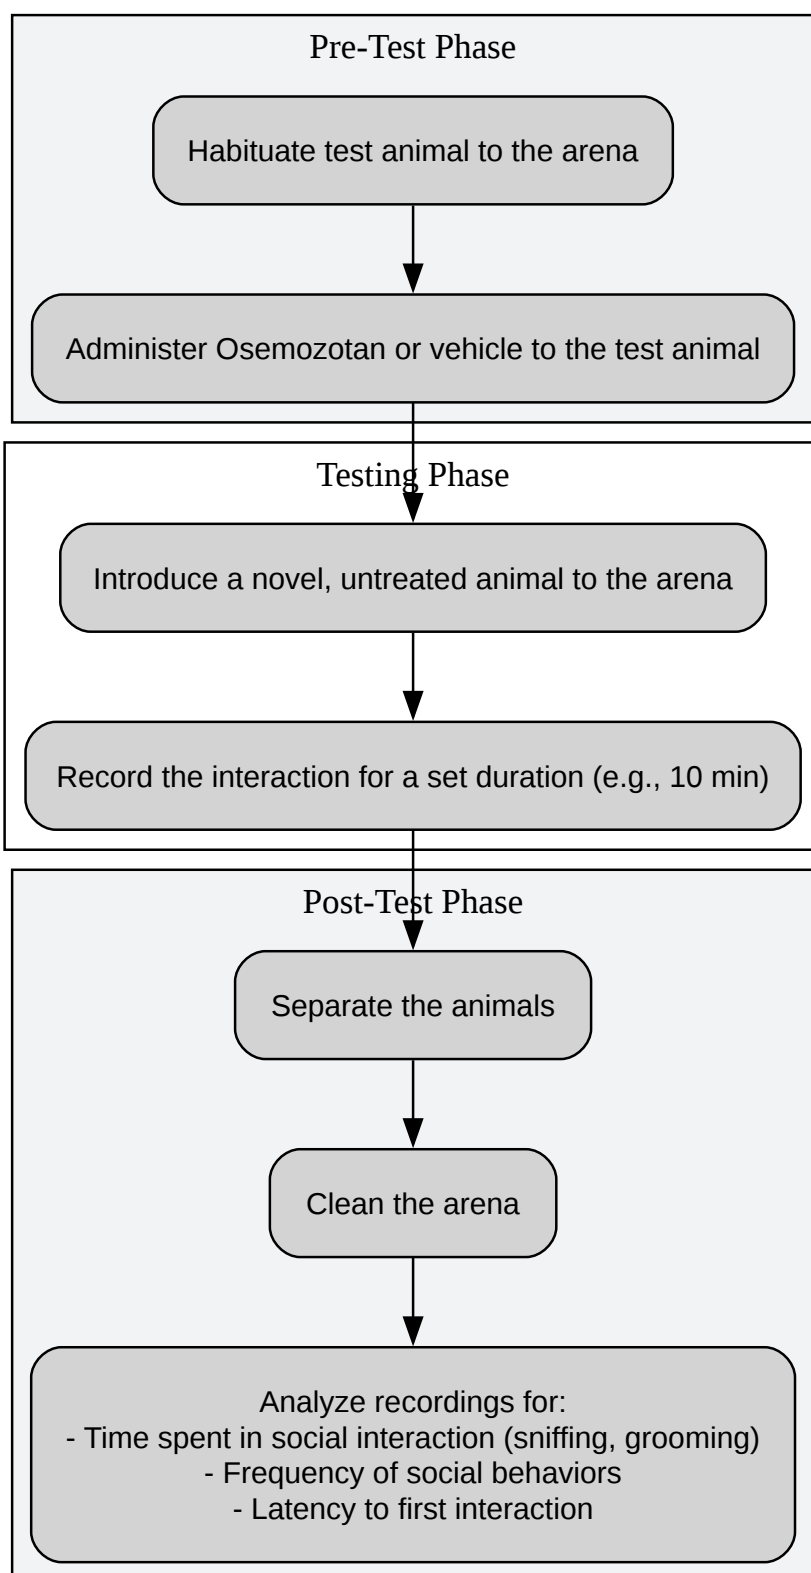 Pre-Test Phase
Habituate test animal to the arena
Administer Osemozotan or vehicle to the test animal
Testing Phase
Introduce a novel, untreated animal to the arena
Record the interaction for a set duration (e.g., 10 min)
Post-Test Phase
Separate the animals
Clean the arena
Analyze recordings for:
- Time spent in social interaction (sniffing, grooming)
- Frequency of social behaviors
- Latency to first interaction